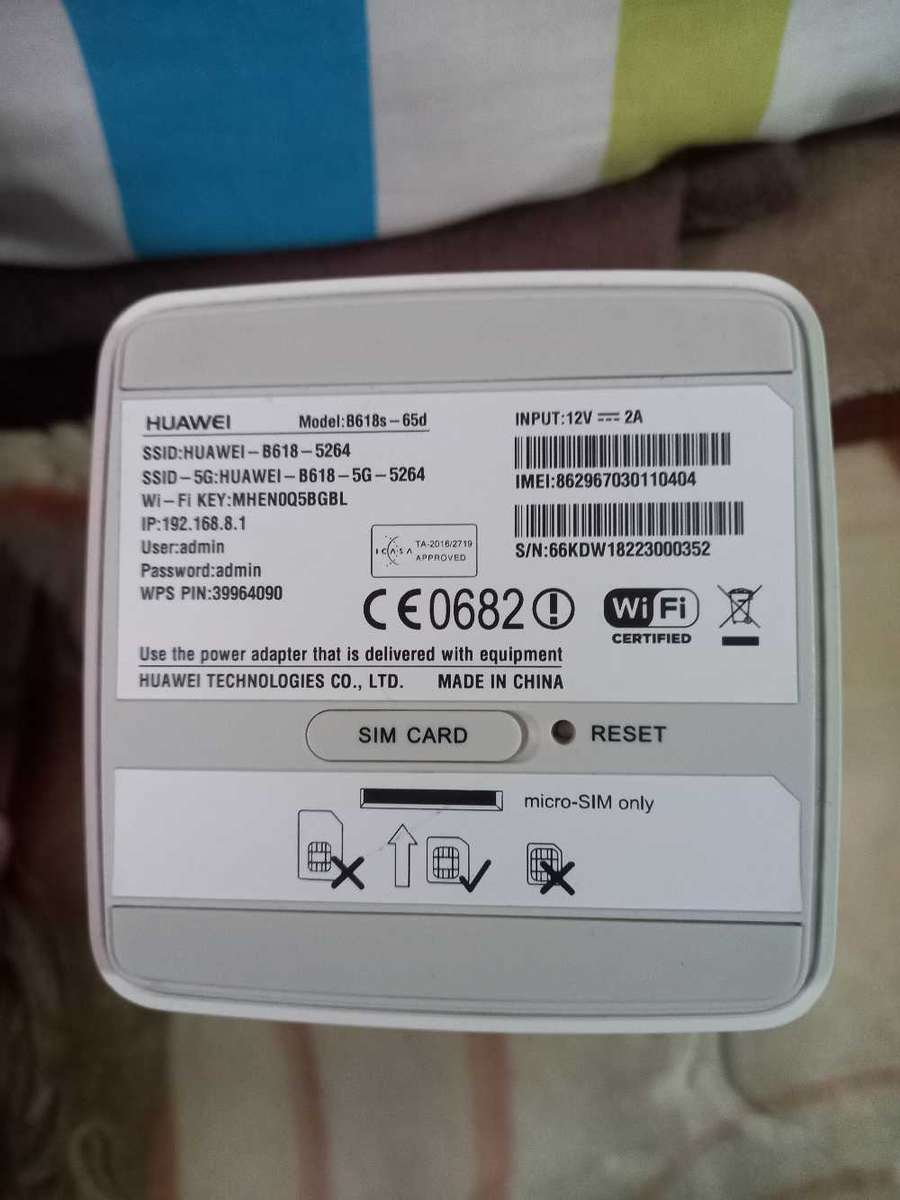 HUAWEI Model:B618s-65d
SSID:HUAWEI-B618-5264
SSID-5G:HUAWEI-B618-5G-5264
Wi-Fi KEY:MHEN0Q5BGBL
IP:192.168.8.1
User:admin
Password:admin
WPS PIN:39964090
ICASA TA-2016/2719
APPROVED
INPUT:12V 2A
IMEI:862967030110404
S/N:66KDW18223000352
CE0682
Wi Fi
CERTIFIED
Use the power adapter that is delivered with equipment
HUAWEI TECHNOLOGIES CO., LTD. MADE IN CHINA
SIM CARD
RESET
micro-SIM only